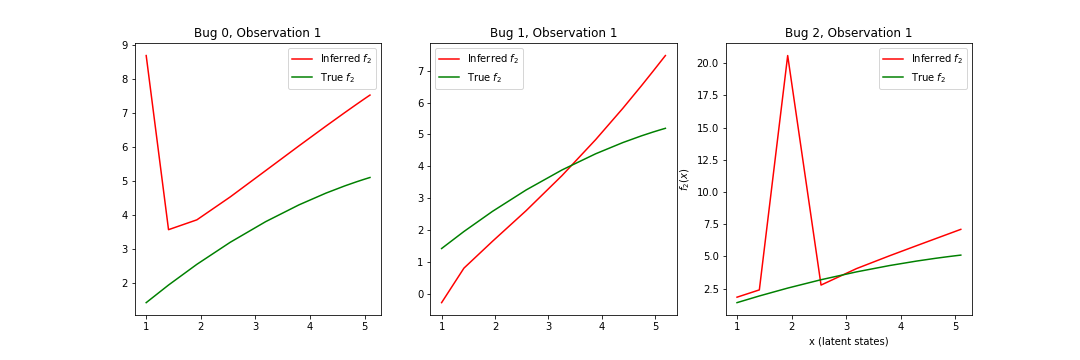 Bug 0, Observation 1
Inferred f₂
True f₂
9
8
7
6
5
4
3
2
1 2 3 4 5
Bug 1, Observation 1
Inferred f₂
True f₂
7
6
5
4
3
2
1
0
1 2 3 4 5
Bug 2, Observation 1
Inferred f₂
True f₂
f₂(x)
20.0
17.5
15.0
12.5
10.0
7.5
5.0
2.5
1 2 3 4 5
x (latent states)